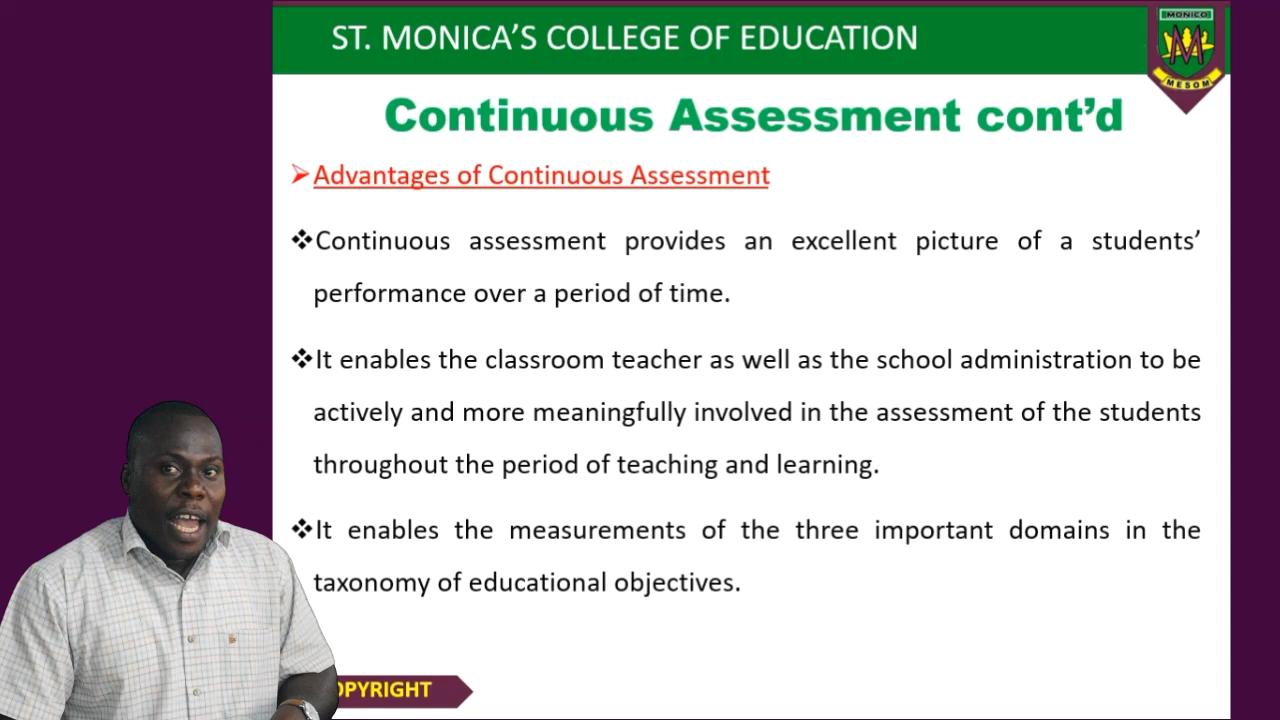 ST. MONICA’S COLLEGE OF EDUCATION
MONICO
M
MESOM
Continuous Assessment cont’d
Advantages of Continuous Assessment
Continuous assessment provides an excellent picture of a students’
performance over a period of time.
It enables the classroom teacher as well as the school administration to be
actively and more meaningfully involved in the assessment of the students
throughout the period of teaching and learning.
It enables the measurements of the three important domains in the
taxonomy of educational objectives.
OPYRIGHT